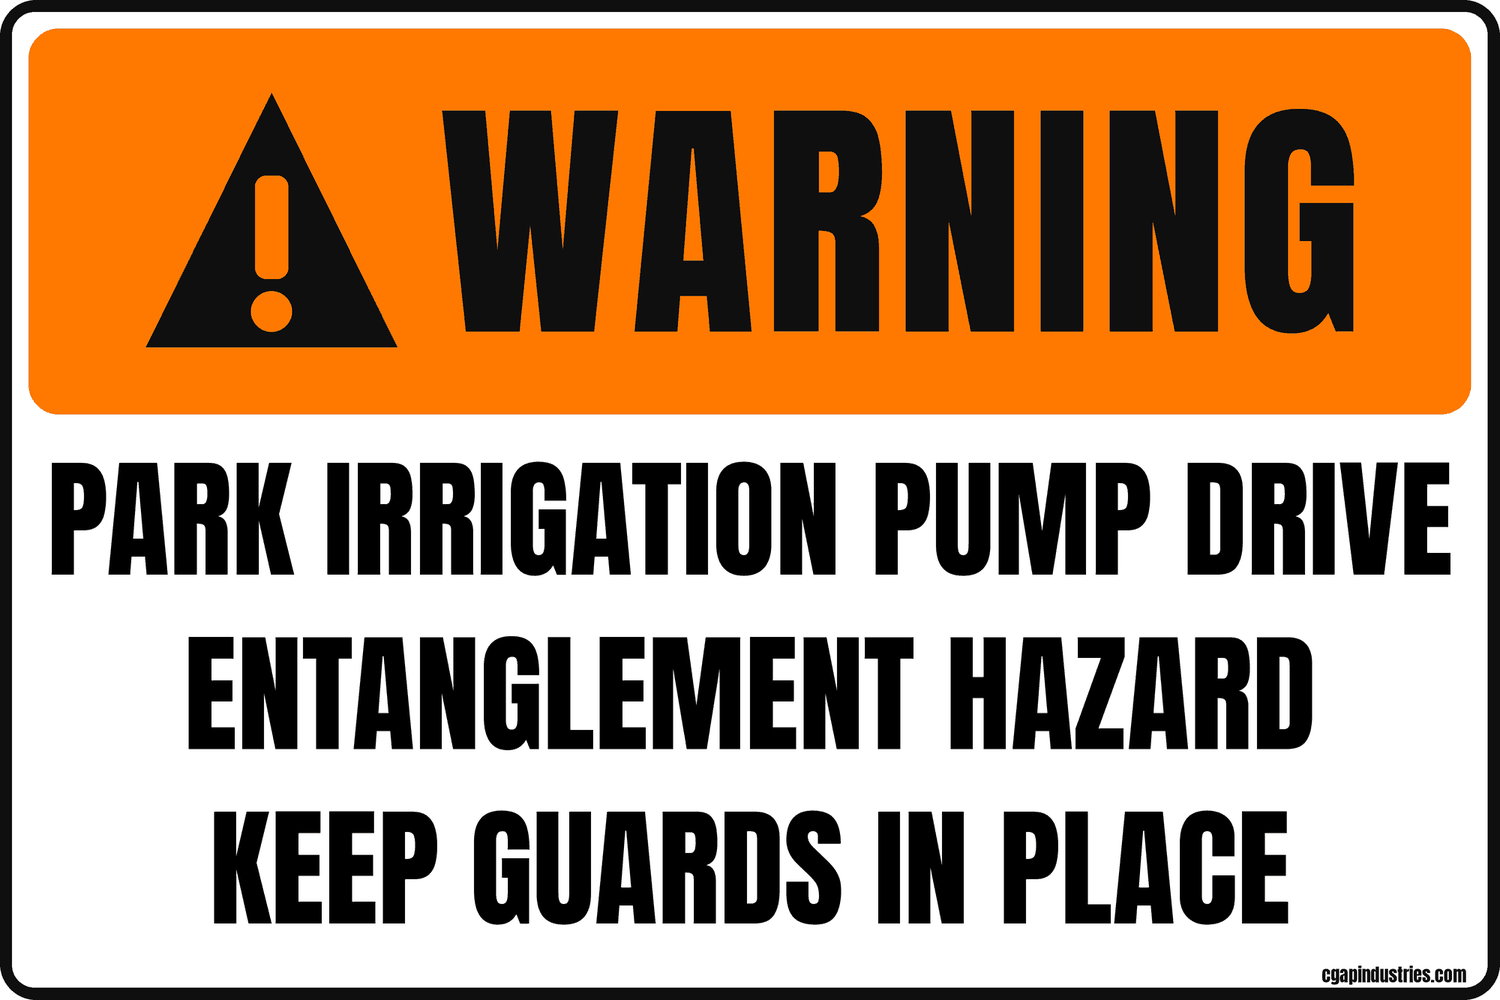 WARNING
PARK IRRIGATION PUMP DRIVE
ENTANGLEMENT HAZARD
KEEP GUARDS IN PLACE
cgapindustries.com